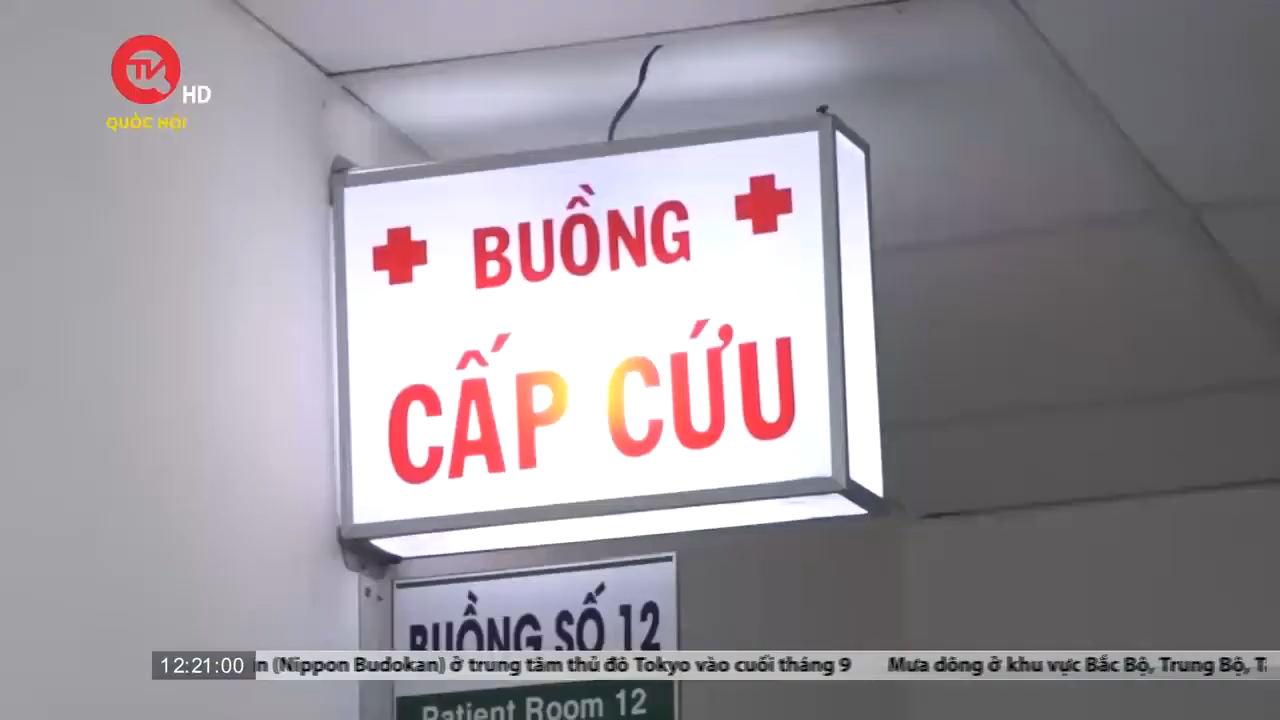 TV HD
QUỐC HỘI
BUỒNG
CẤP CỨU
BUỒNG SỐ 12
Patient Room 12
12:21:00 (Nippon Budokan) ở trung tâm thủ đô Tokyo vào cuối tháng 9 Mưa dông ở khu vực Bắc Bộ, Trung Bộ,